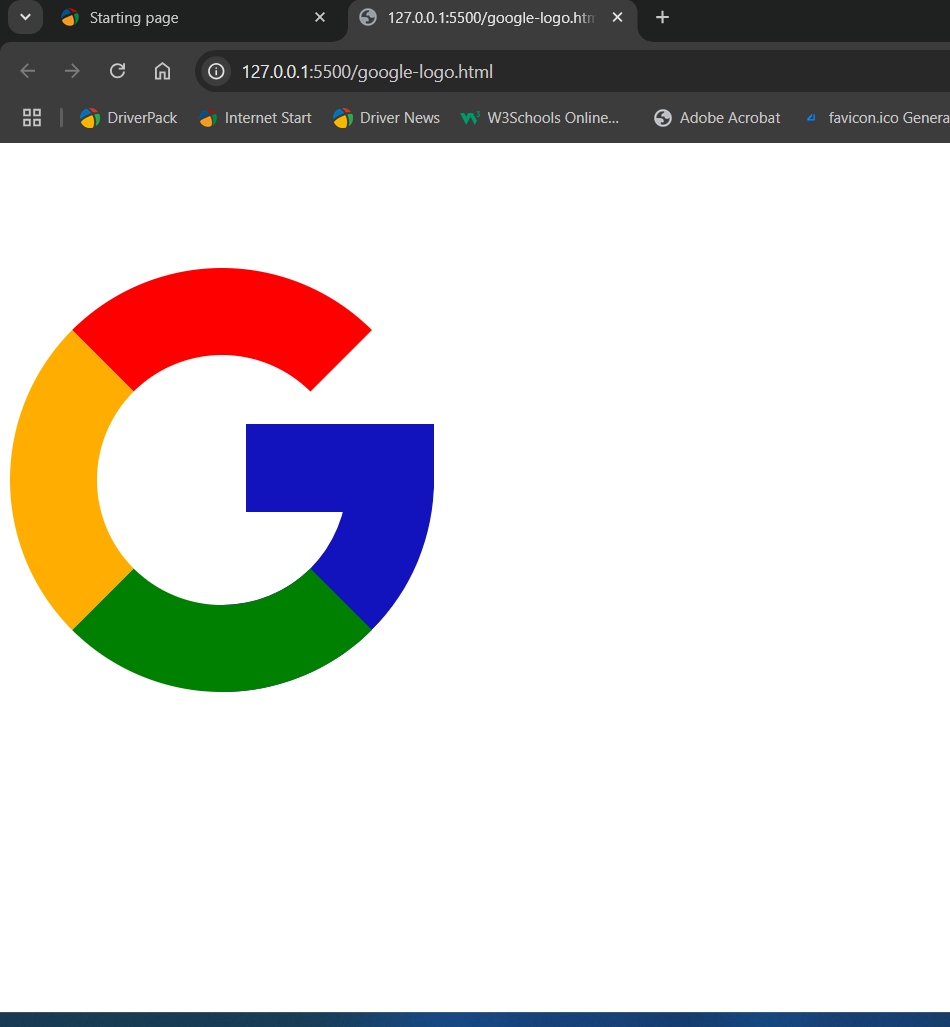 Starting page
127.0.0.1:5500/google-logo.htm
127.0.0.1:5500/google-logo.html
DriverPack Internet Start Driver News W3Schools Online... Adobe Acrobat favicon.ico Genera